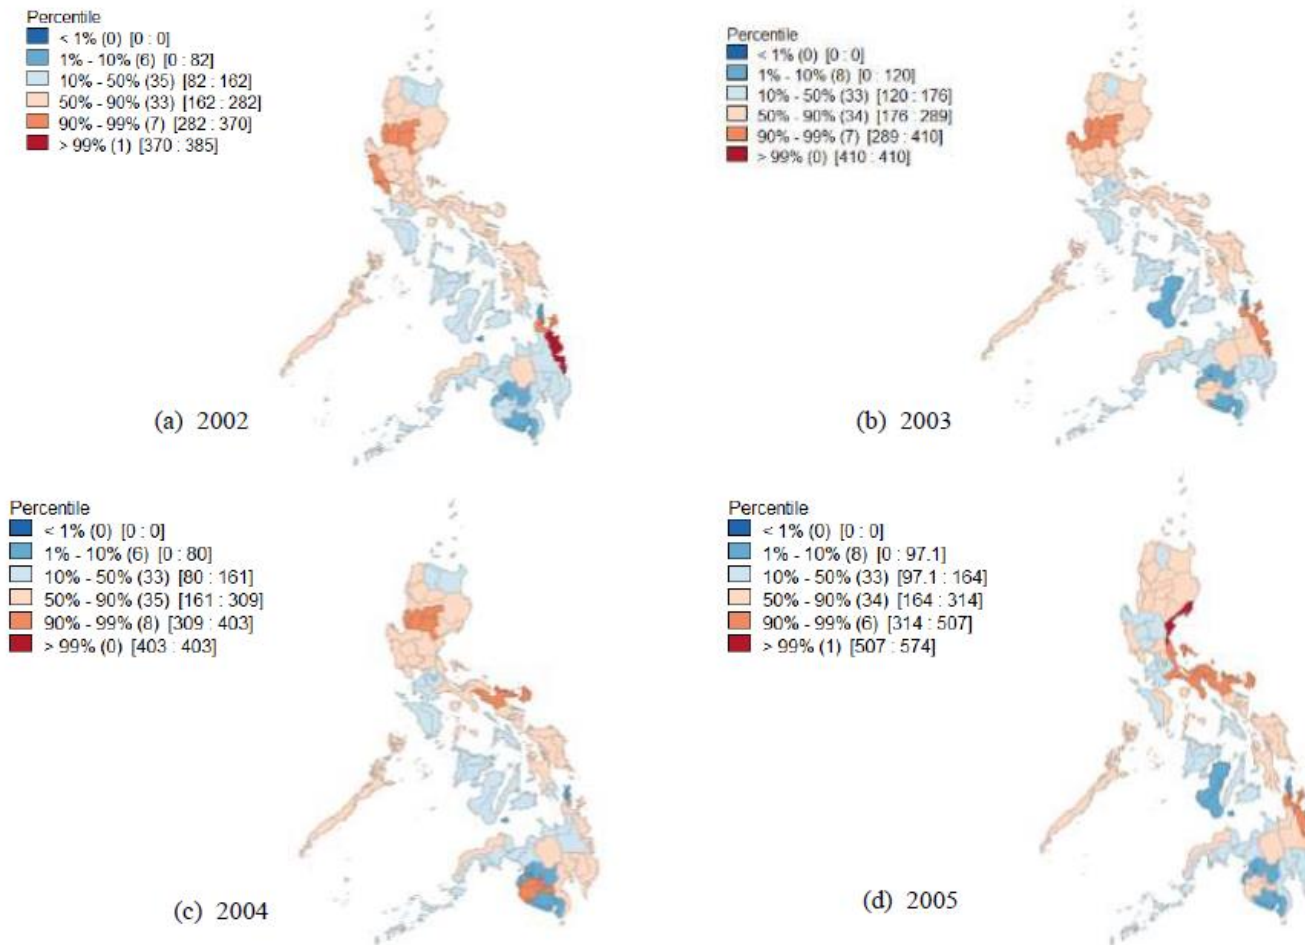 Percentile
< 1% (0) [0 : 0]
1% - 10% (6) [0 : 82]
10% - 50% (35) [82 : 162]
50% - 90% (33) [162 : 282]
90% - 99% (7) [282 : 370]
> 99% (1) [370 : 385]
(a) 2002
Percentile
< 1% (0) [0 : 0]
1% - 10% (8) [0 : 120]
10% - 50% (33) [120 : 176]
50% - 90% (34) [176 : 289]
90% - 99% (7) [289 : 410]
> 99% (0) [410 : 410]
(b) 2003
Percentile
< 1% (0) [0 : 0]
1% - 10% (6) [0 : 80]
10% - 50% (33) [80 : 161]
50% - 90% (35) [161 : 309]
90% - 99% (8) [309 : 403]
> 99% (0) [403 : 403]
(c) 2004
Percentile
< 1% (0) [0 : 0]
1% - 10% (8) [0 : 97.1]
10% - 50% (33) [97.1 : 164]
50% - 90% (34) [164 : 314]
90% - 99% (6) [314 : 507]
> 99% (1) [507 : 574]
(d) 2005